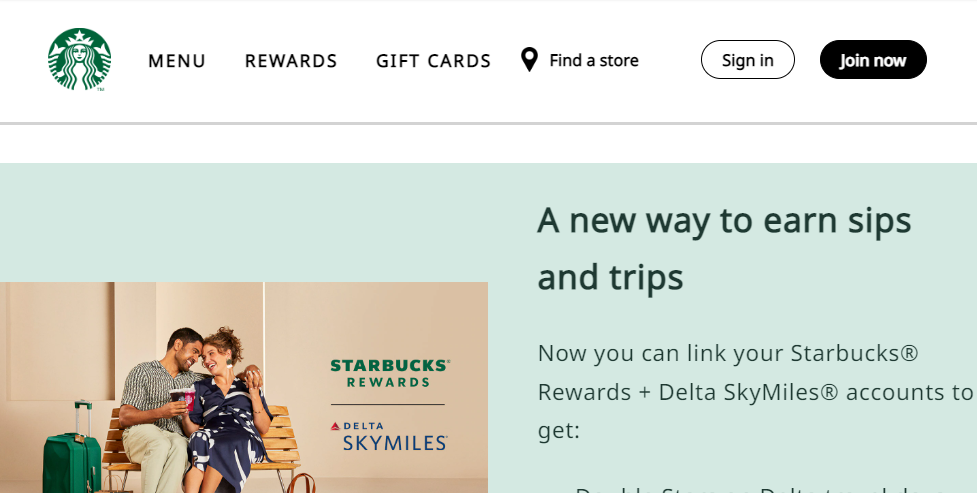 MENU REWARDS GIFT CARDS Find a store Sign in Join now
TM
A new way to earn sips
and trips
STARBUCKS®
REWARDS
DELTA
SKYMILES®
Now you can link your Starbucks®
Rewards + Delta SkyMiles® accounts to
get: